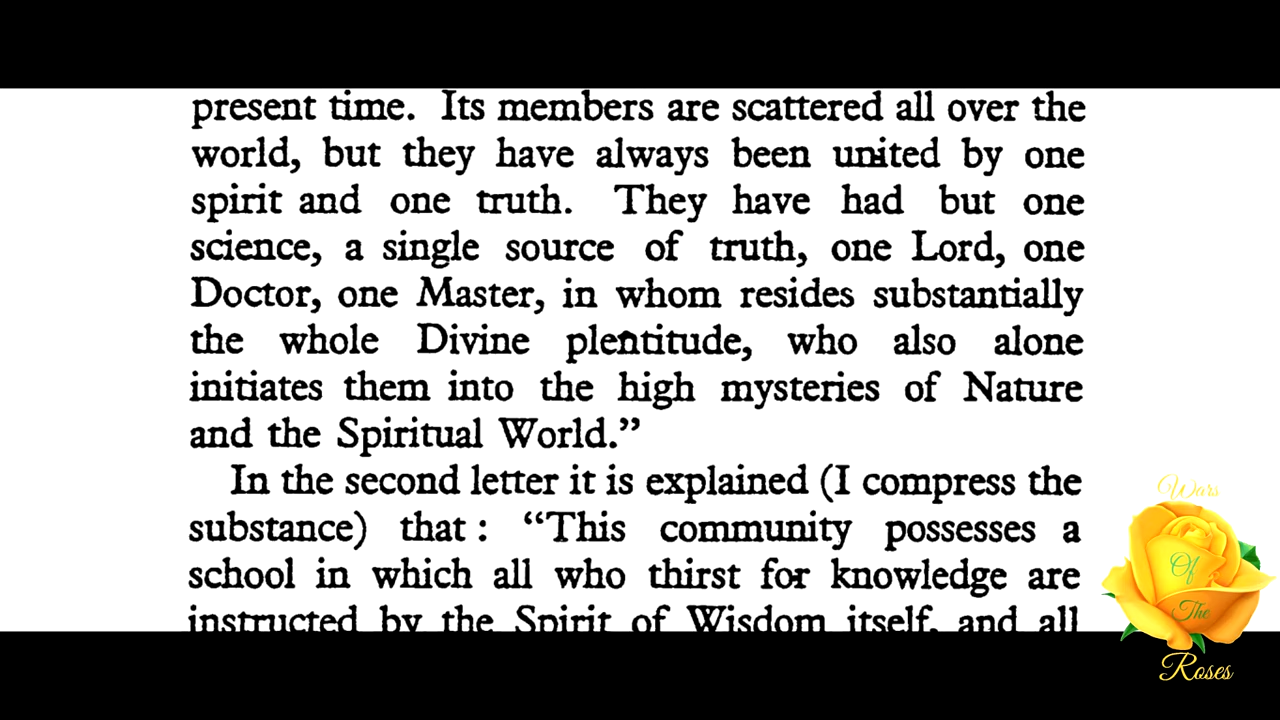 present time. Its members are scattered all over the
world, but they have always been united by one
spirit and one truth. They have had but one
science, a single source of truth, one Lord, one
Doctor, one Master, in whom resides substantially
the whole Divine plentitude, who also alone
initiates them into the high mysteries of Nature
and the Spiritual World.”
In the second letter it is explained (I compress the
substance) that : “This community possesses a
school in which all who thirst for knowledge are
instructed by the Spirit of Wisdom itself, and all
Wars
Of
The
Roses